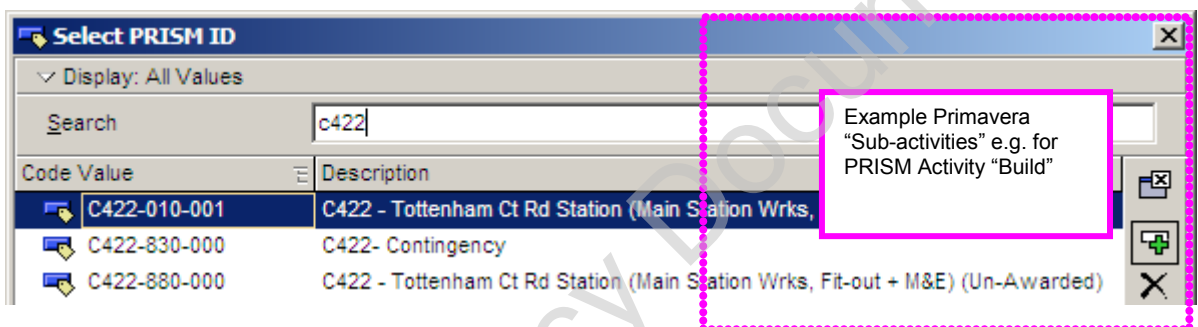 Select PRISM ID
Display: All Values
Search c422
Example Primavera
“Sub-activities” e.g. for
PRISM Activity “Build”
Code Value Description
C422-010-001 C422 - Tottenham Ct Rd Station (Main Station Wrks,
C422-830-000 C422- Contingency
C422-880-000 C422 - Tottenham Ct Rd Station (Main Station Wrks, Fit-out + M&E) (Un-Awarded)